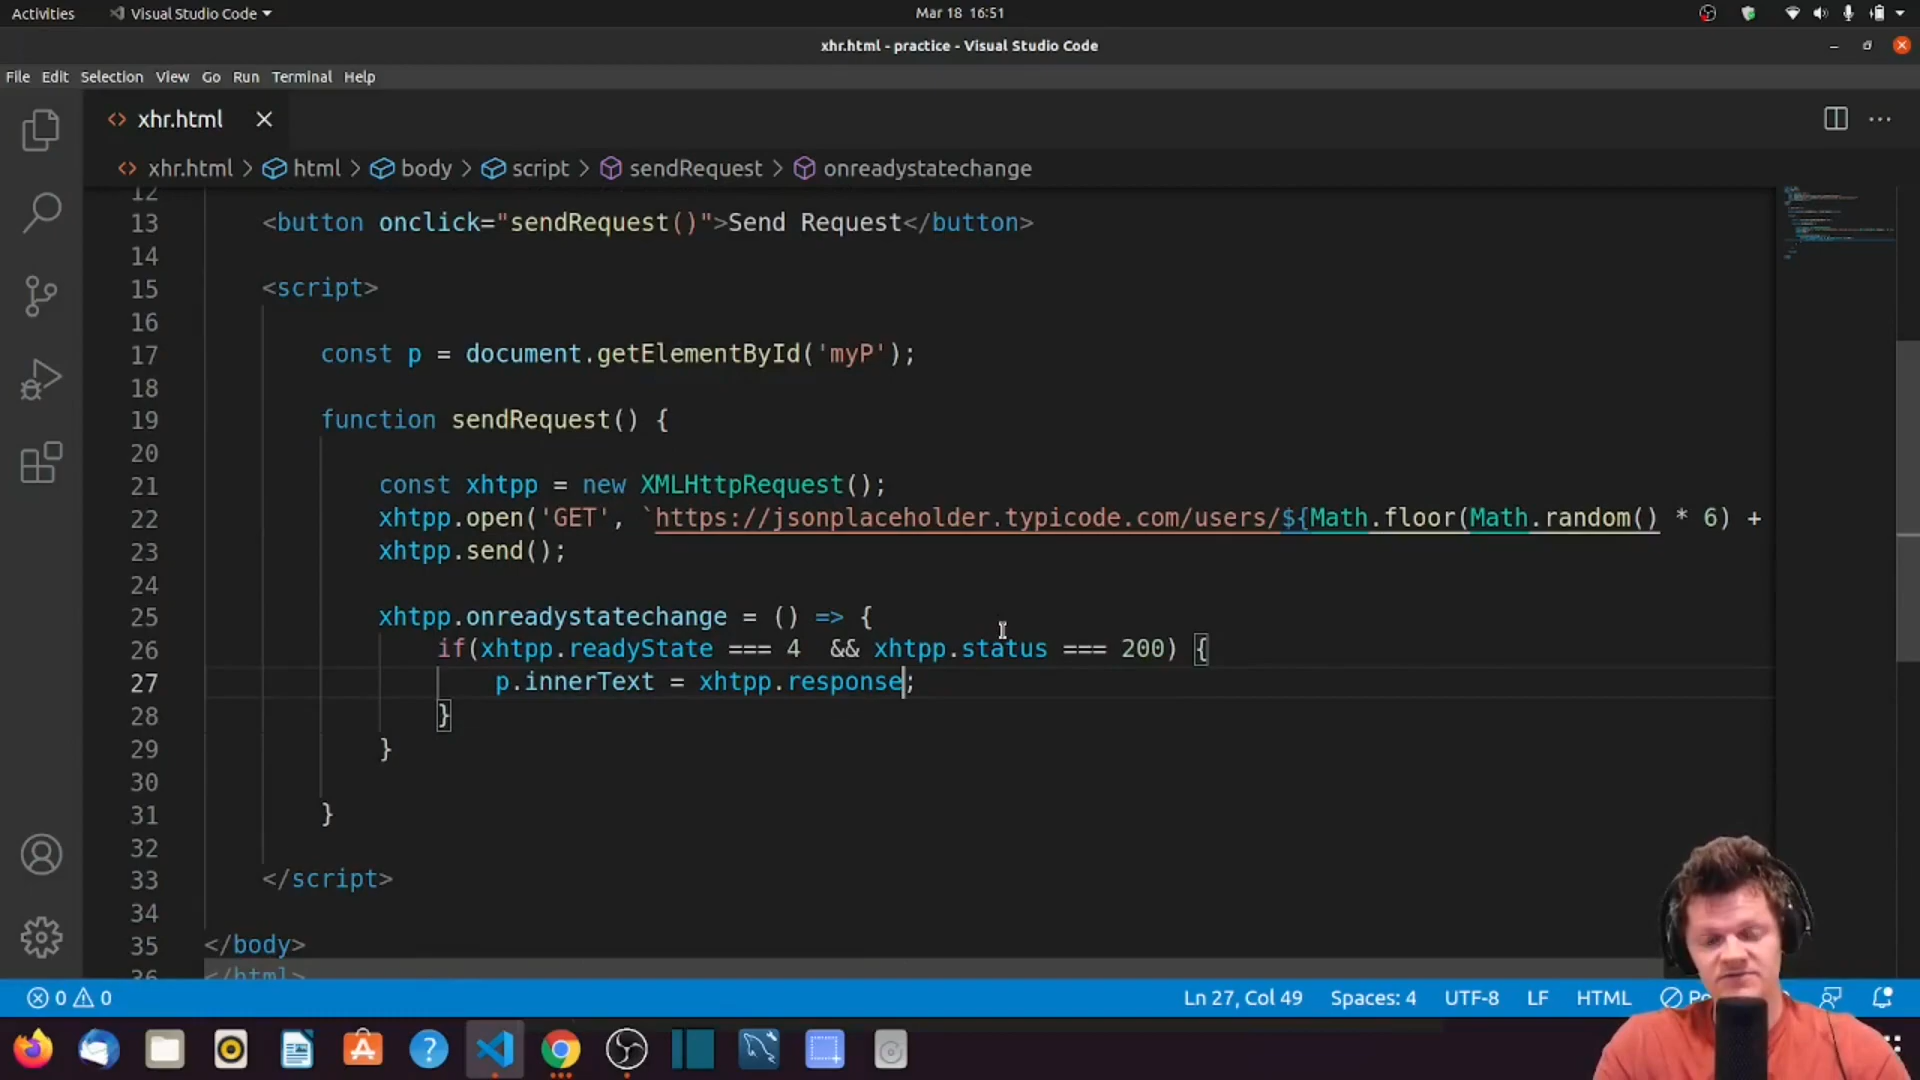 Activities
Visual Studio Code
Mar 18 16:51
xhr.html - practice - Visual Studio Code
File Edit Selection View Go Run Terminal Help
xhr.html
xhr.html > html > body > script > sendRequest > onreadystatechange
12
13 <button onclick="sendRequest()">Send Request</button>
14
15 <script>
16
17 const p = document.getElementById('myP');
18
19 function sendRequest() {
20
21 const xhtpp = new XMLHttpRequest();
22 xhtpp.open('GET', `https://jsonplaceholder.typicode.com/users/${Math.floor(Math.random() * 6) +
23 xhtpp.send();
24
25 xhtpp.onreadystatechange = () => {
26 if(xhtpp.readyState === 4  && xhtpp.status === 200) {
27 p.innerText = xhtpp.response;
28 }
29 }
30
31 }
32
33 </script>
34
35 </body>
36 </html>
0 0
Ln 27, Col 49 Spaces: 4 UTF-8 LF HTML